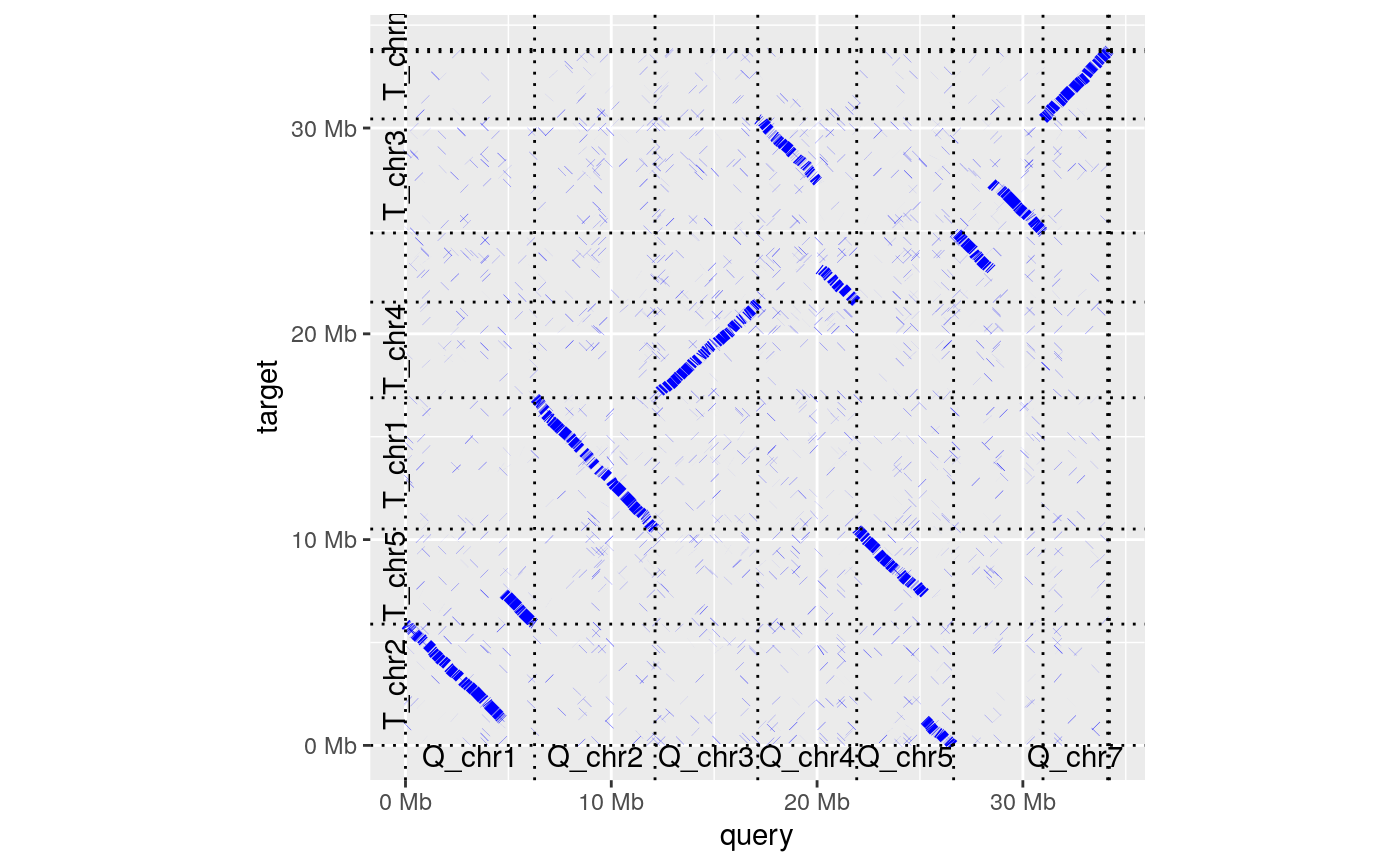 T_chr3
T_chr4
T_chr1
T_chr5
T_chr2
30 Mb
20 Mb
10 Mb
0 Mb
target
Q_chr1
Q_chr2
Q_chr3
Q_chr4
Q_chr5
Q_chr7
0 Mb
10 Mb
20 Mb
30 Mb
query